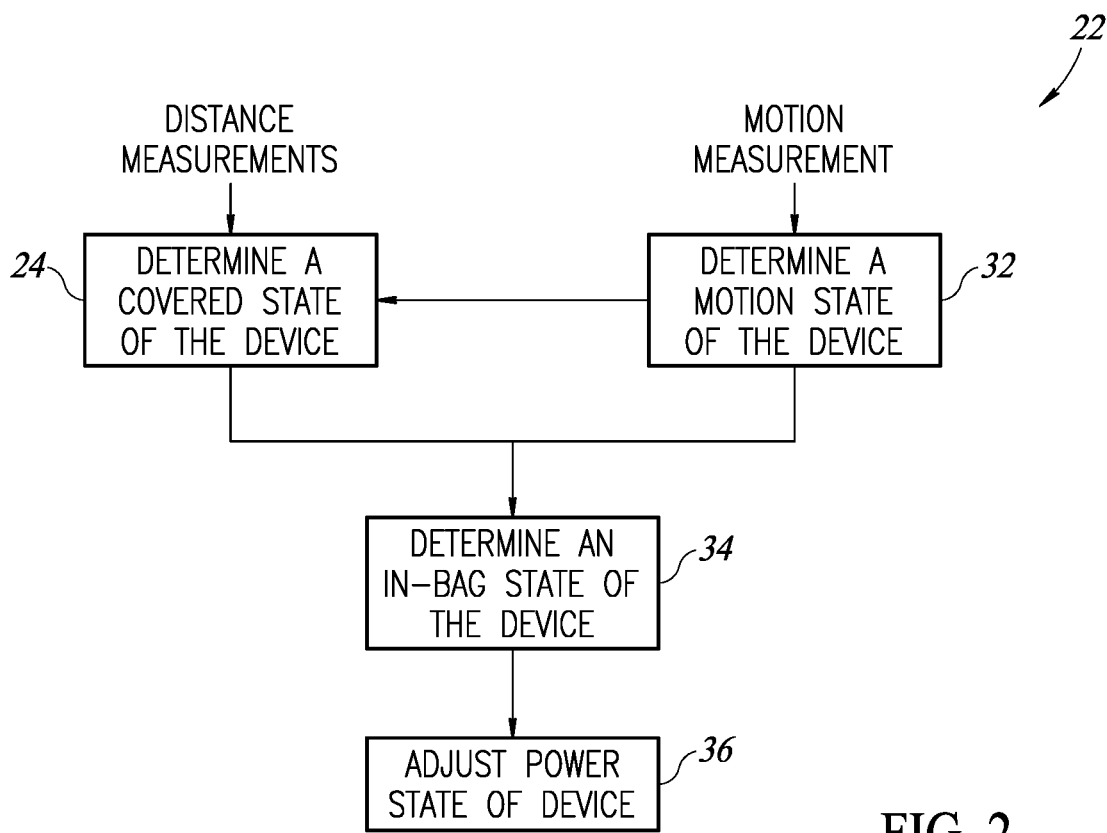 22
DISTANCE
MEASUREMENTS
MOTION
MEASUREMENT
24
DETERMINE A
COVERED STATE
OF THE DEVICE
DETERMINE A
MOTION STATE
OF THE DEVICE
32
DETERMINE AN
IN-BAG STATE OF
THE DEVICE
34
ADJUST POWER
STATE OF DEVICE
36
FIG. 2